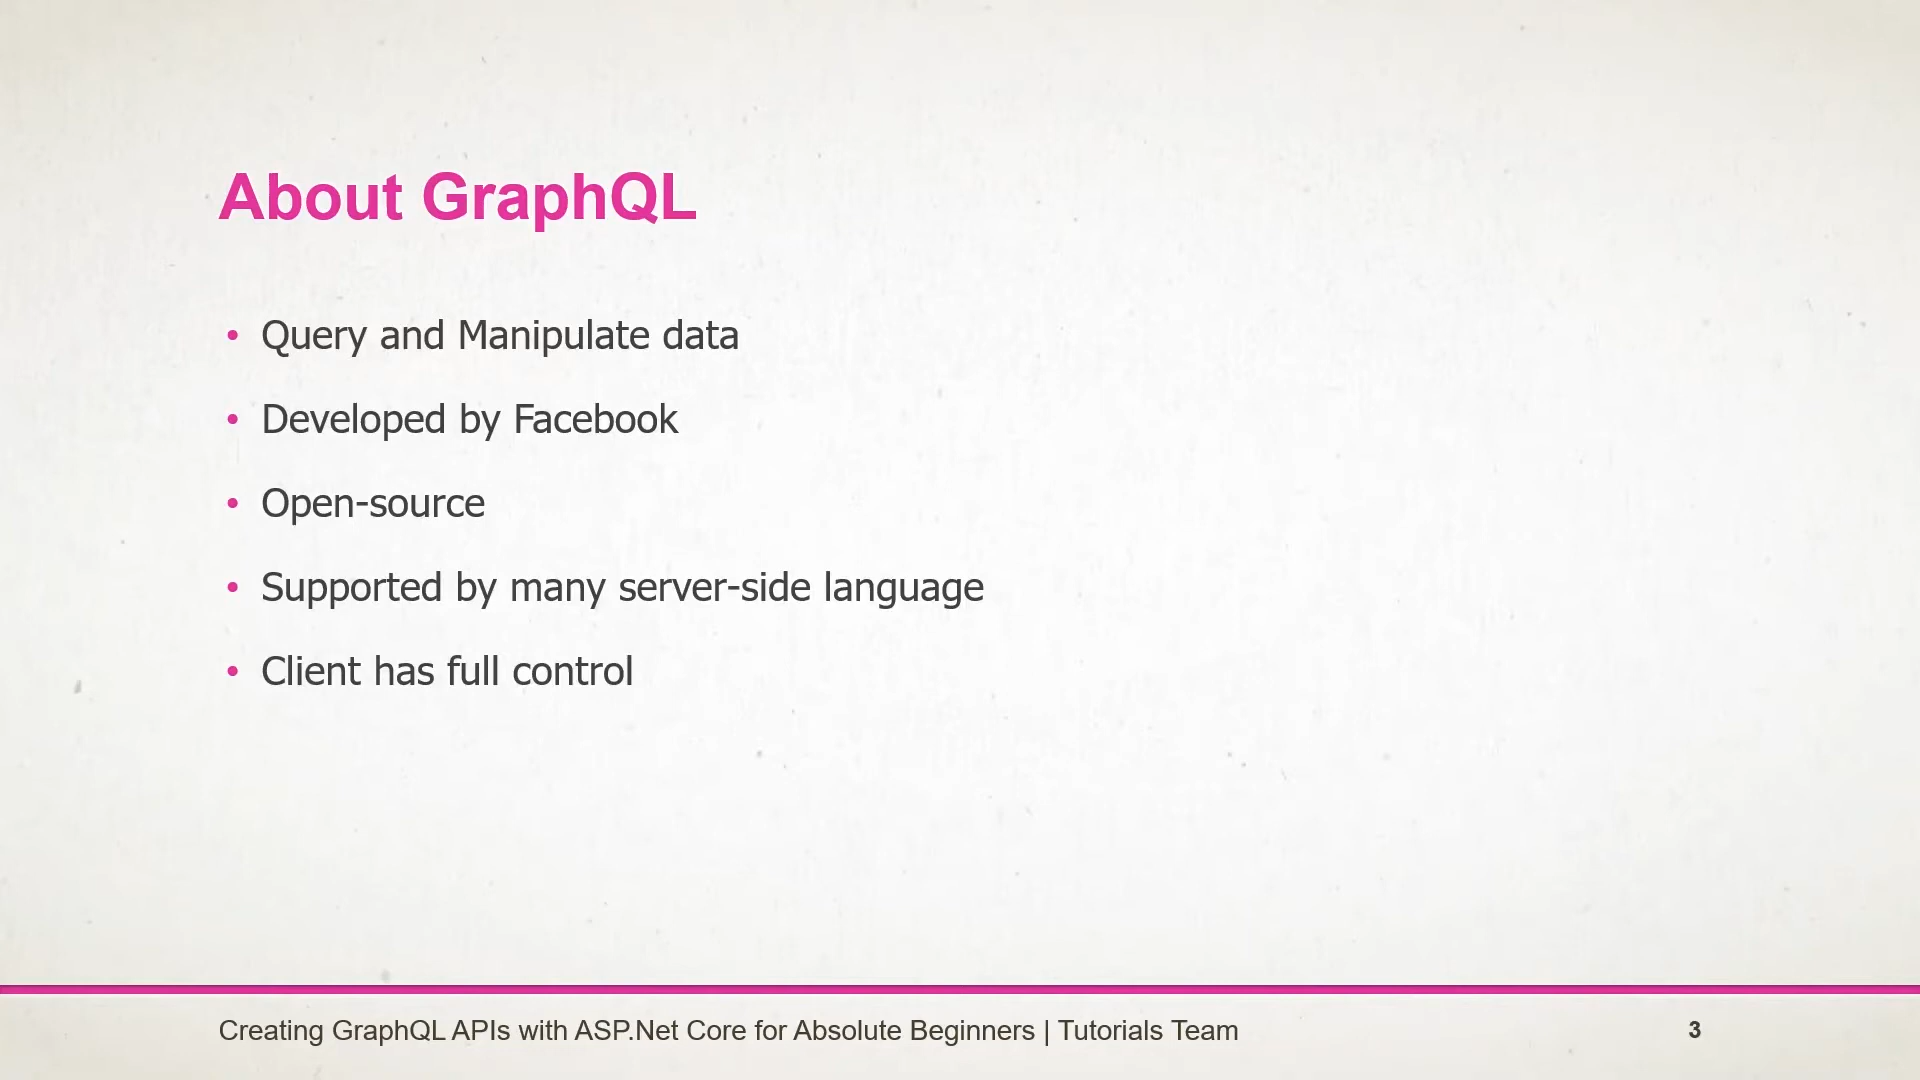 About GraphQL
• Query and Manipulate data
• Developed by Facebook
• Open-source
• Supported by many server-side language
• Client has full control
Creating GraphQL APIs with ASP.Net Core for Absolute Beginners | Tutorials Team
3